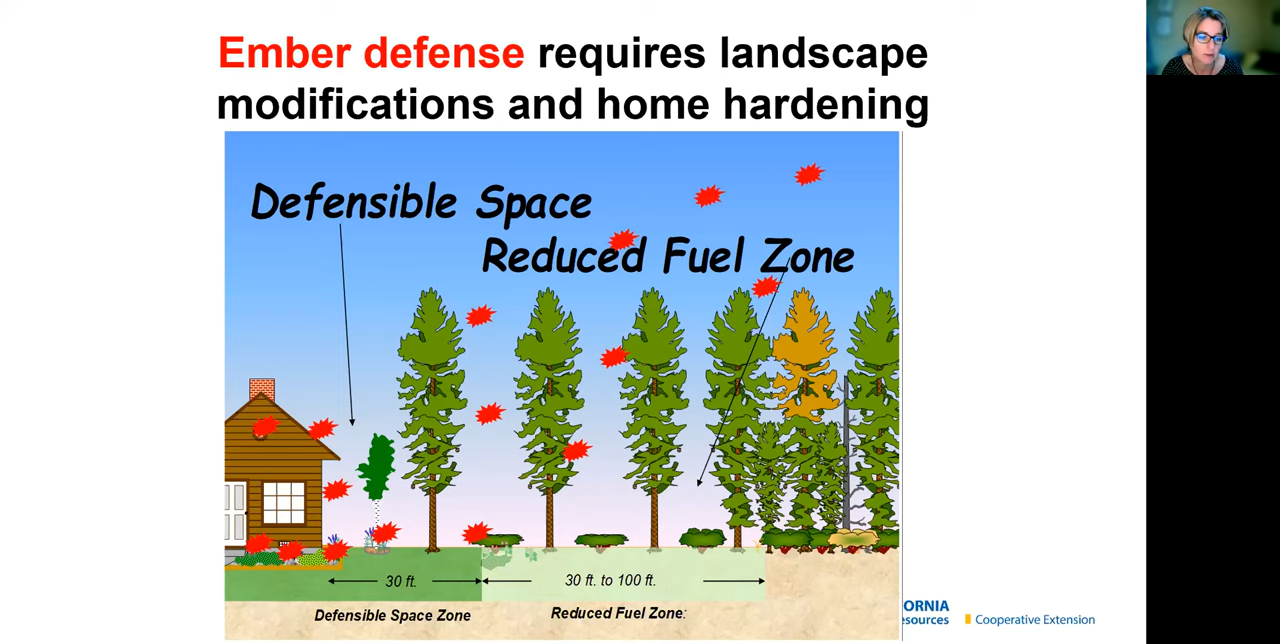 Ember defense requires landscape
modifications and home hardening
Defensible Space
Reduced Fuel Zone
30 ft.
30 ft. to 100 ft.
Defensible Space Zone
Reduced Fuel Zone:
ORNIA
esources
Cooperative Extension